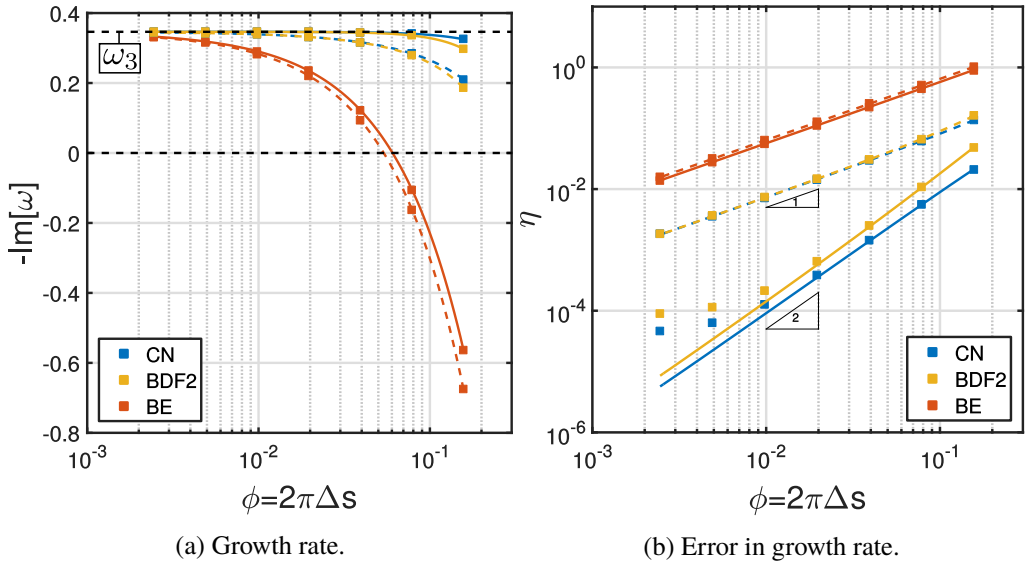 0.4
0.2
0
-0.2
-0.4
-0.6
-0.8
-Im[ω]
ω₃
CN
BDF2
BE
10⁻³
10⁻²
10⁻¹
ϕ=2πΔs
(a) Growth rate.
10⁰
10⁻²
10⁻⁴
10⁻⁶
η
1
2
CN
BDF2
BE
10⁻³
10⁻²
10⁻¹
ϕ=2πΔs
(b) Error in growth rate.